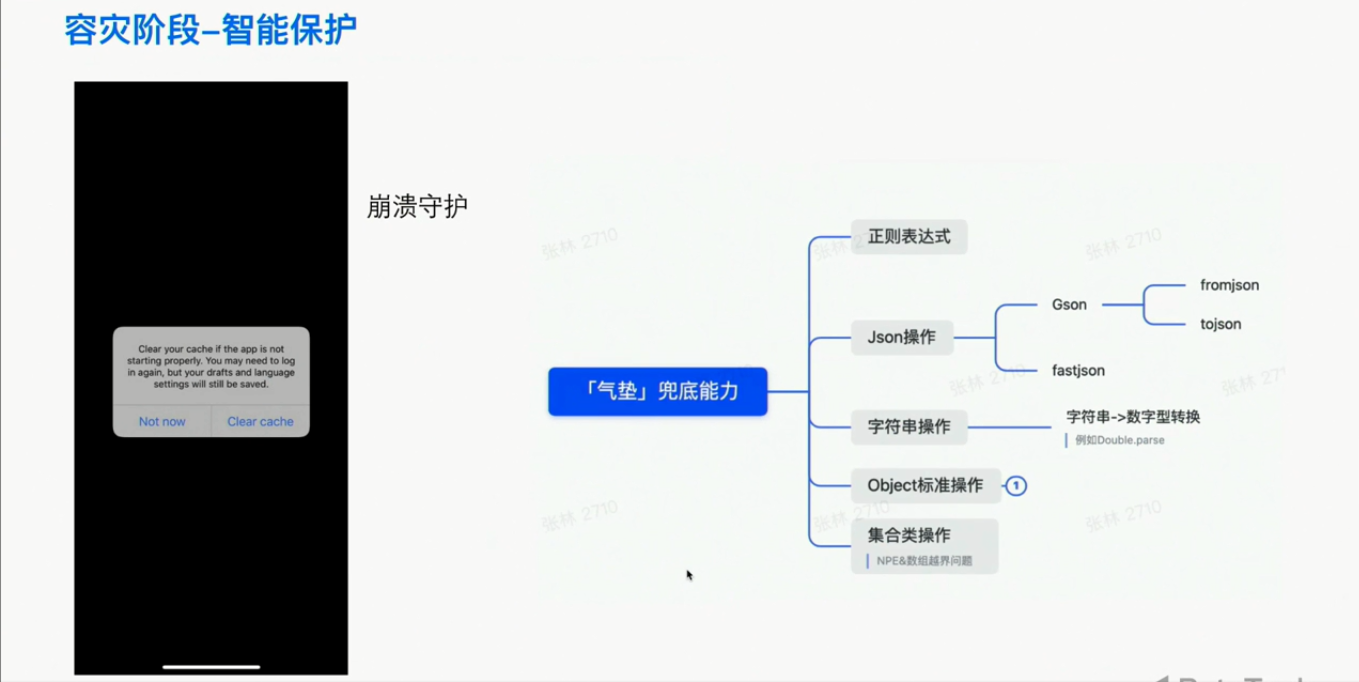 容灾阶段–智能保护
崩溃守护
Clear your cache if the app is not
starting properly. You may need to log
in again, but your drafts and language
settings will still be saved.
Not now
Clear cache
「气垫」兜底能力
正则表达式
Json操作
Gson
fromjson
tojson
fastjson
字符串操作
字符串->数字型转换
例如Double.parse
Object标准操作
1
集合类操作
NPE&数组越界问题
张林 2710
张林 2710
张林 2710
张林 2710
张林 271
张林 2710
张林 2710
张林 2710